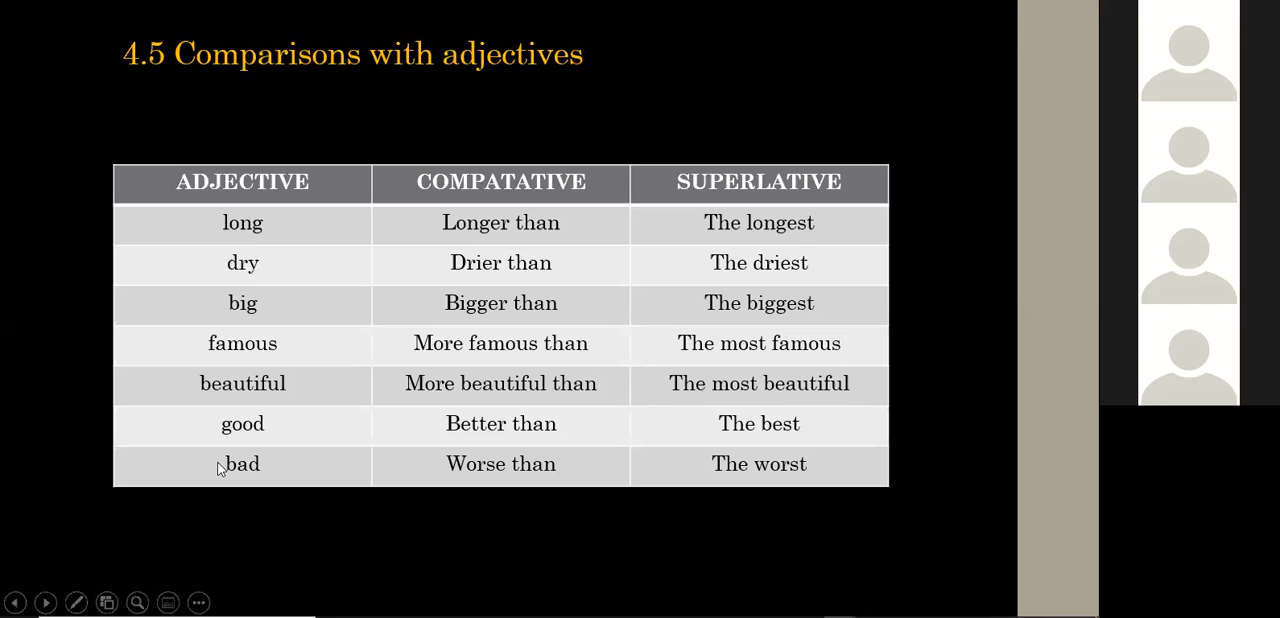 4.5 Comparisons with adjectives
ADJECTIVE COMPATATIVE SUPERLATIVE
long Longer than The longest
dry Drier than The driest
big Bigger than The biggest
famous More famous than The most famous
beautiful More beautiful than The most beautiful
good Better than The best
bad Worse than The worst